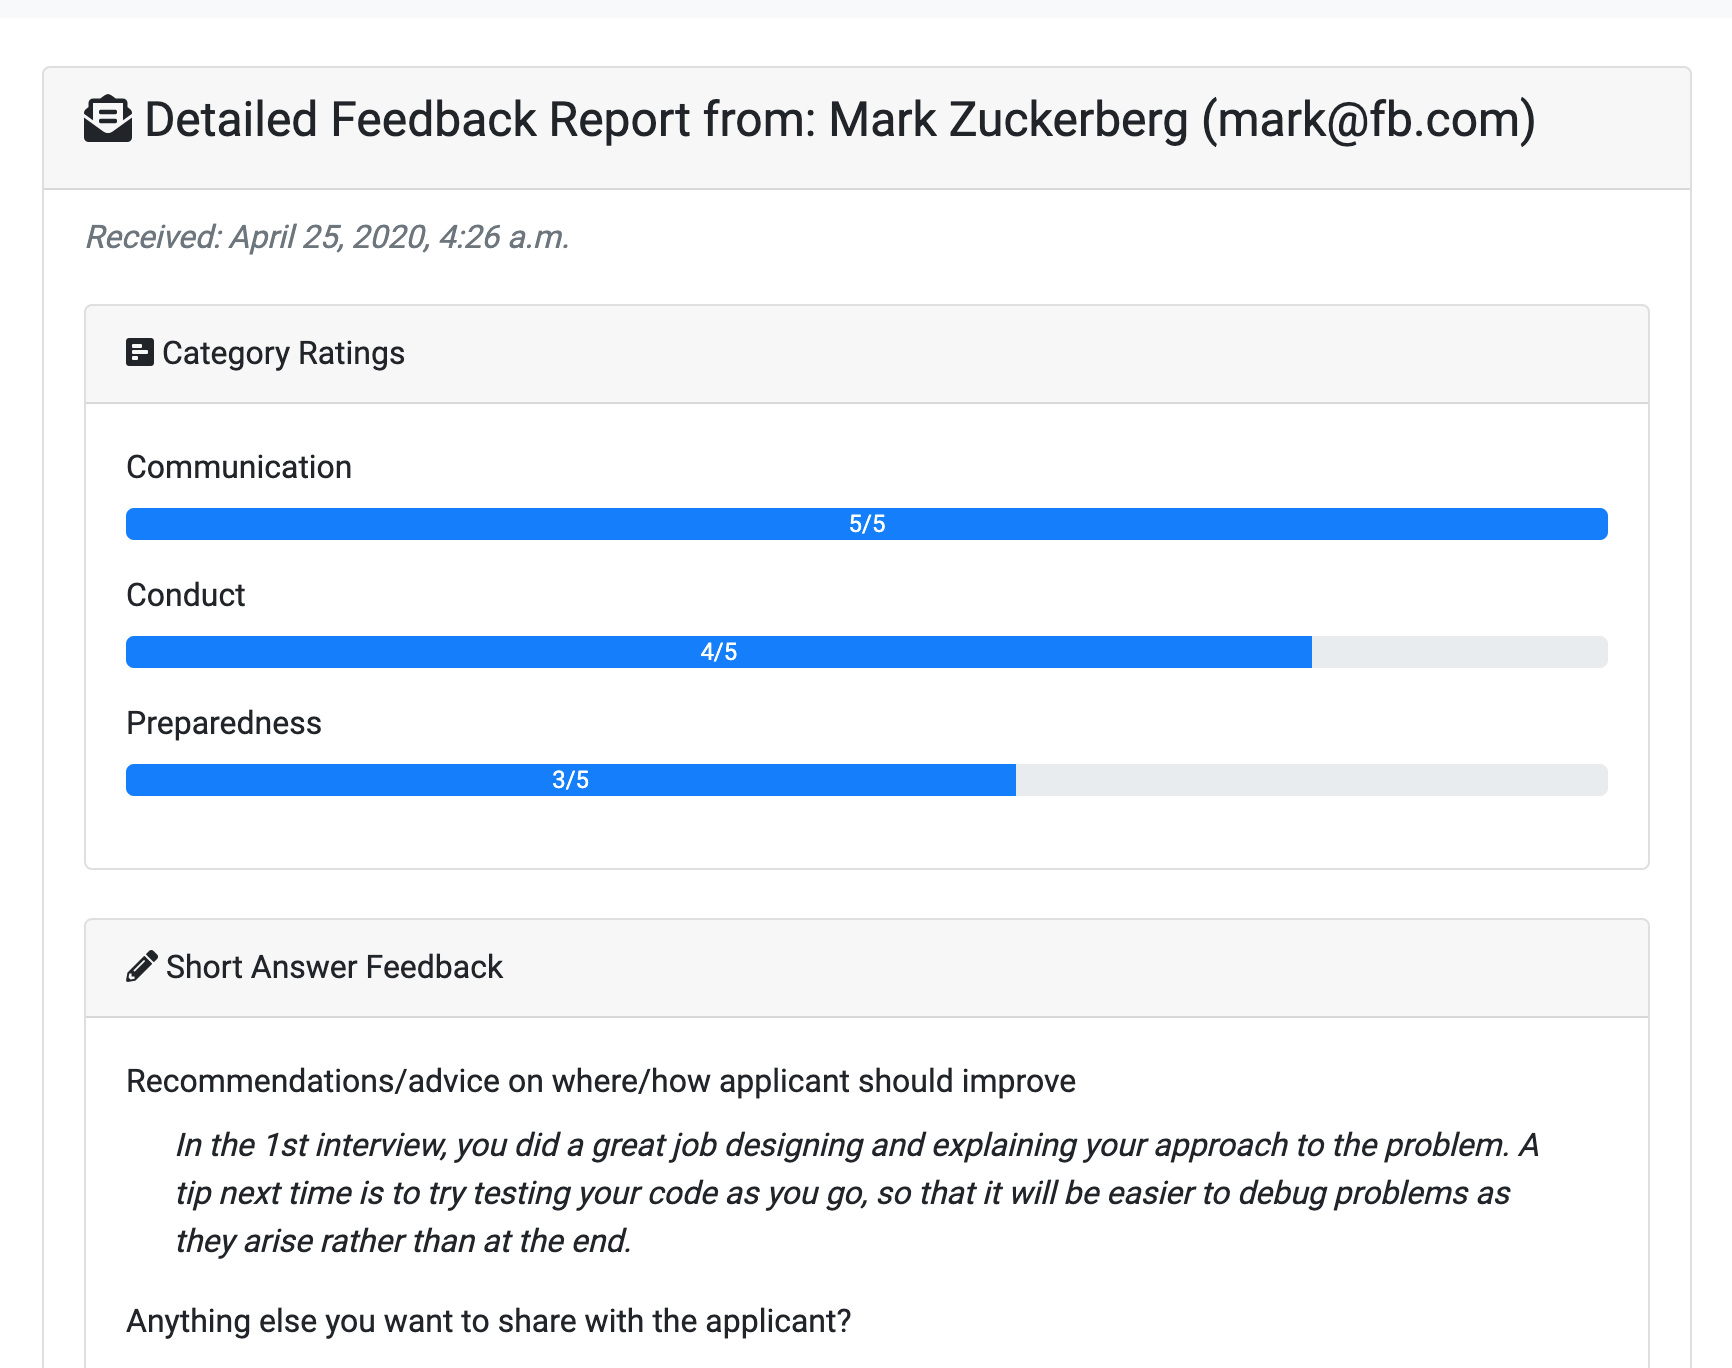 Detailed Feedback Report from: Mark Zuckerberg (mark@fb.com)
Received: April 25, 2020, 4:26 a.m.
Category Ratings
Communication
5/5
Conduct
4/5
Preparedness
3/5
Short Answer Feedback
Recommendations/advice on where/how applicant should improve
In the 1st interview, you did a great job designing and explaining your approach to the problem. A
tip next time is to try testing your code as you go, so that it will be easier to debug problems as
they arise rather than at the end.
Anything else you want to share with the applicant?